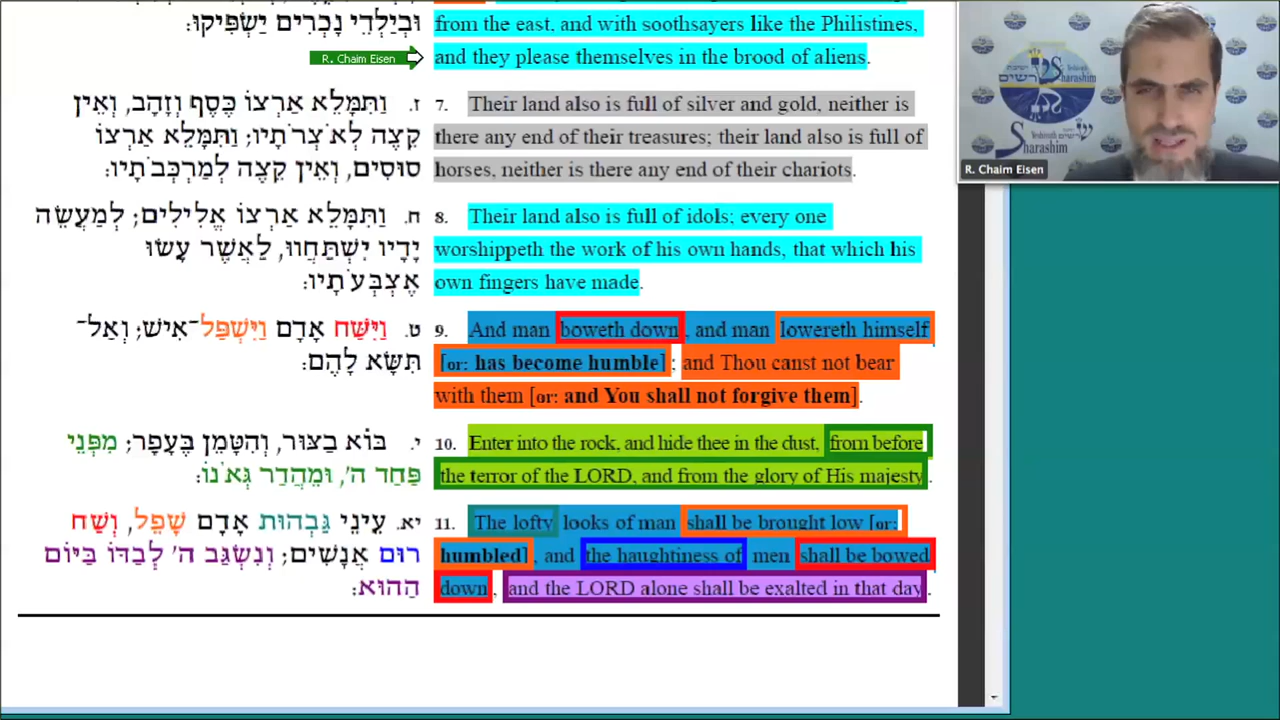 וּבְיַלְדֵי נָכְרִים יַשְׂפִּיקוּ:
from the east, and with soothsayers like the Philistines,
and they please themselves in the brood of aliens.
R. Chaim Eisen
ז. וַתִּמָּלֵא אַרְצוֹ כֶּסֶף וְזָהָב, וְאֵין
קֵצֶה לְאֹצְרֹתָיו; וַתִּמָּלֵא אַרְצוֹ
סוּסִים, וְאֵין קֵצֶה לְמַרְכְּבֹתָיו:
7. Their land also is full of silver and gold, neither is
there any end of their treasures; their land also is full of
horses, neither is there any end of their chariots.
ח. וַתִּמָּלֵא אַרְצוֹ אֱלִילִים; לְמַעֲשֵׂה
יָדָיו יִשְׁתַּחֲווּ, לַאֲשֶׁר עָשׂוּ
אֶצְבְּעֹתָיו:
8. Their land also is full of idols; every one
worshippeth the work of his own hands, that which his
own fingers have made.
ט. וַיִּשַּׁח אָדָם וַיִּשְׁפַּל־אִישׁ; וְאַל־
תִּשָּׂא לָהֶם:
9. And man boweth down, and man lowereth himself
[or: has become humble]; and Thou canst not bear
with them [or: and You shall not forgive them].
י. בּוֹא בַצּוּר, וְהִטָּמֵן בֶּעָפָר; מִפְּנֵי
פַּחַד ה', וּמֵהֲדַר גְּאֹנוֹ:
10. Enter into the rock, and hide thee in the dust, from before
the terror of the LORD, and from the glory of His majesty.
יא. עֵינֵי גַּבְהוּת אָדָם שָׁפֵל, וְשַׁח
רוּם אֲנָשִׁים; וְנִשְׂגַּב ה' לְבַדּוֹ בַּיּוֹם
הַהוּא:
11. The lofty looks of man shall be brought low [or:
humbled], and the haughtiness of men shall be bowed
down, and the LORD alone shall be exalted in that day.
שרשים
Yeshivath
Sharashim
R. Chaim Eisen